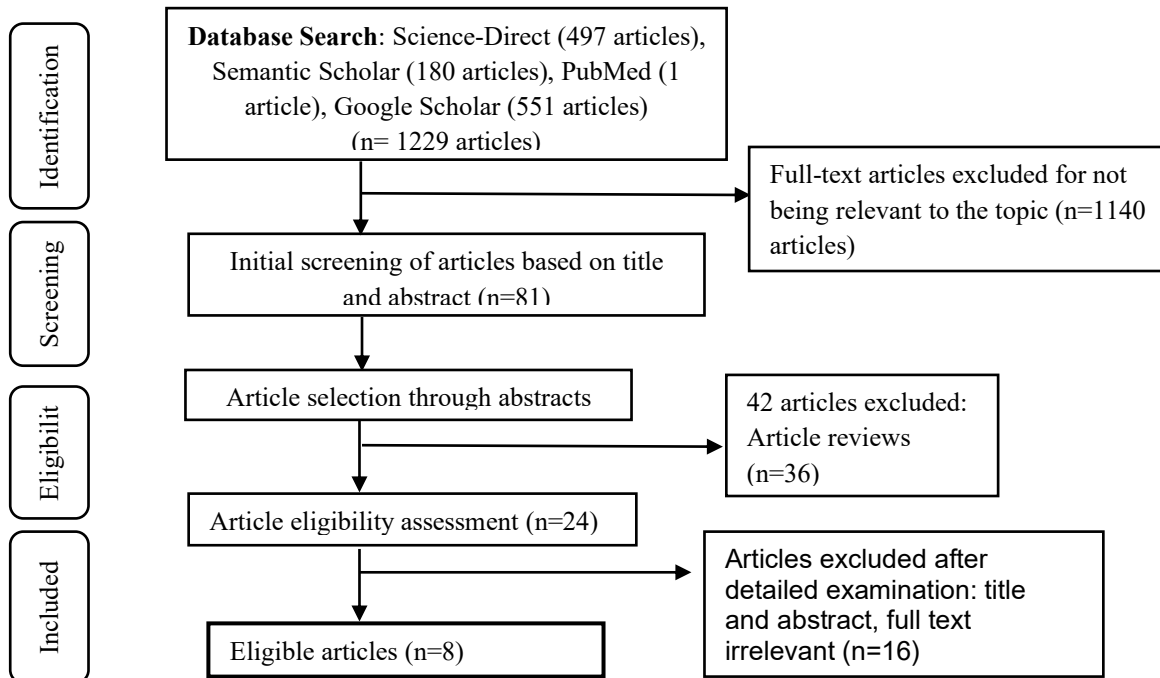 Identification
Database Search: Science-Direct (497 articles),
Semantic Scholar (180 articles), PubMed (1
article), Google Scholar (551 articles)
(n= 1229 articles)
Full-text articles excluded for not
being relevant to the topic (n=1140
articles)
Screening
Initial screening of articles based on title
and abstract (n=81)
Article selection through abstracts
42 articles excluded:
Article reviews
(n=36)
Eligibilit
Article eligibility assessment (n=24)
Included
Articles excluded after
detailed examination: title
and abstract, full text
irrelevant (n=16)
Eligible articles (n=8)